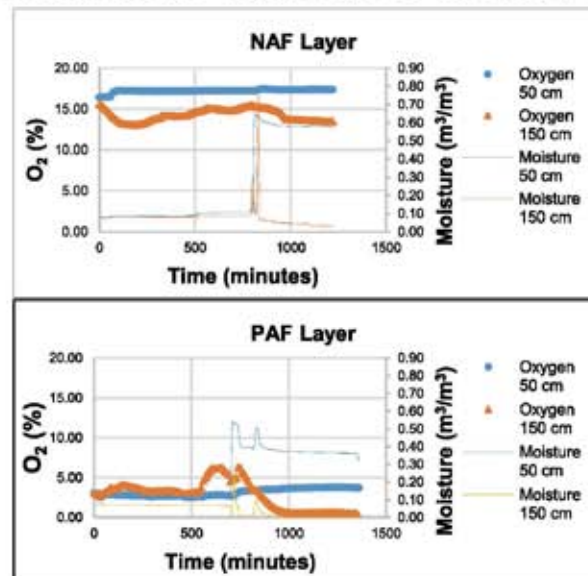 NAF Layer
20.00
15.00
10.00
5.00
0.00
O2 (%)
0.90
0.80
0.70
0.60
0.50
0.40
0.30
0.20
0.10
0.00
Moisture (m³/m³)
0
500
1000
1500
Time (minutes)
Oxygen
50 cm
Oxygen
150 cm
Moisture
50 cm
Moisture
150 cm
PAF Layer
20.00
15.00
10.00
5.00
0.00
O2 (%)
0.90
0.80
0.70
0.60
0.50
0.40
0.30
0.20
0.10
0.00
Moisture (m³/m³)
0
500
1000
1500
Time (minutes)
Oxygen
50 cm
Oxygen
150 cm
Moisture
50 cm
Moisture
150 cm